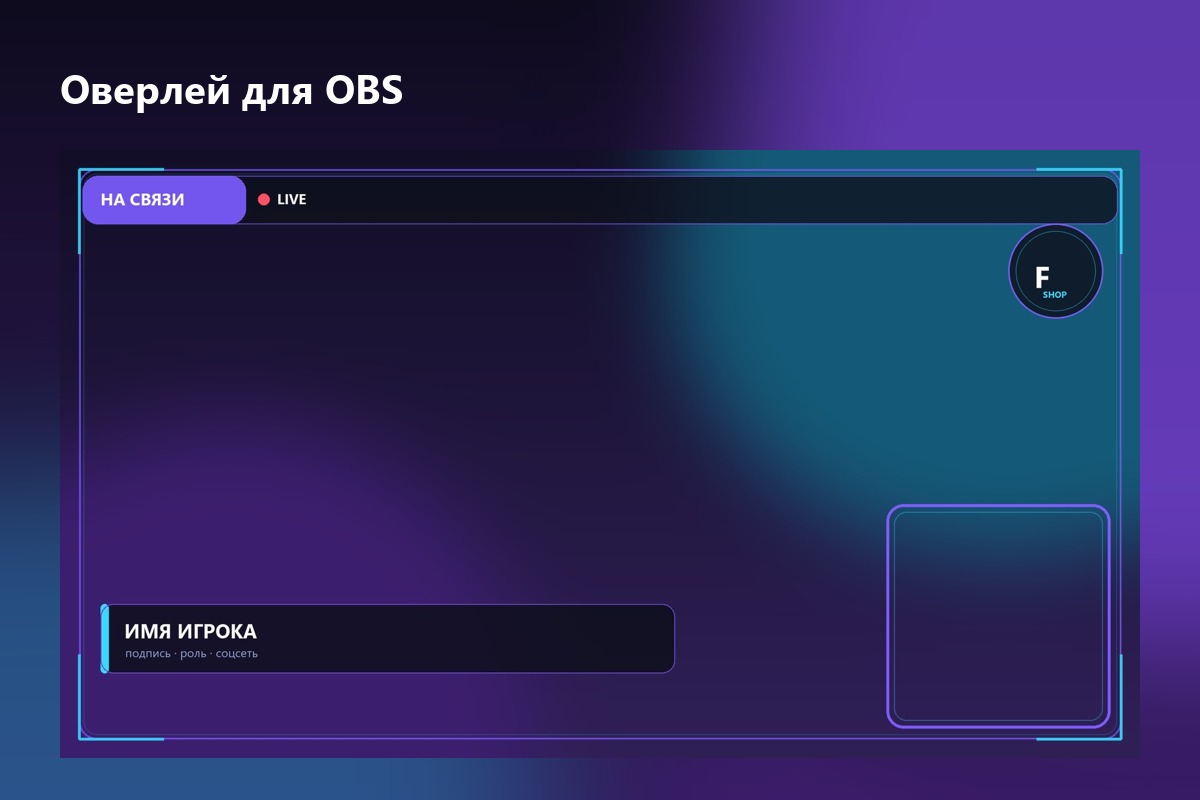 Оверлей для OBS
НА СВЯЗИ
LIVE
F
SHOP
ИМЯ ИГРОКА
подпись · роль · соцсеть